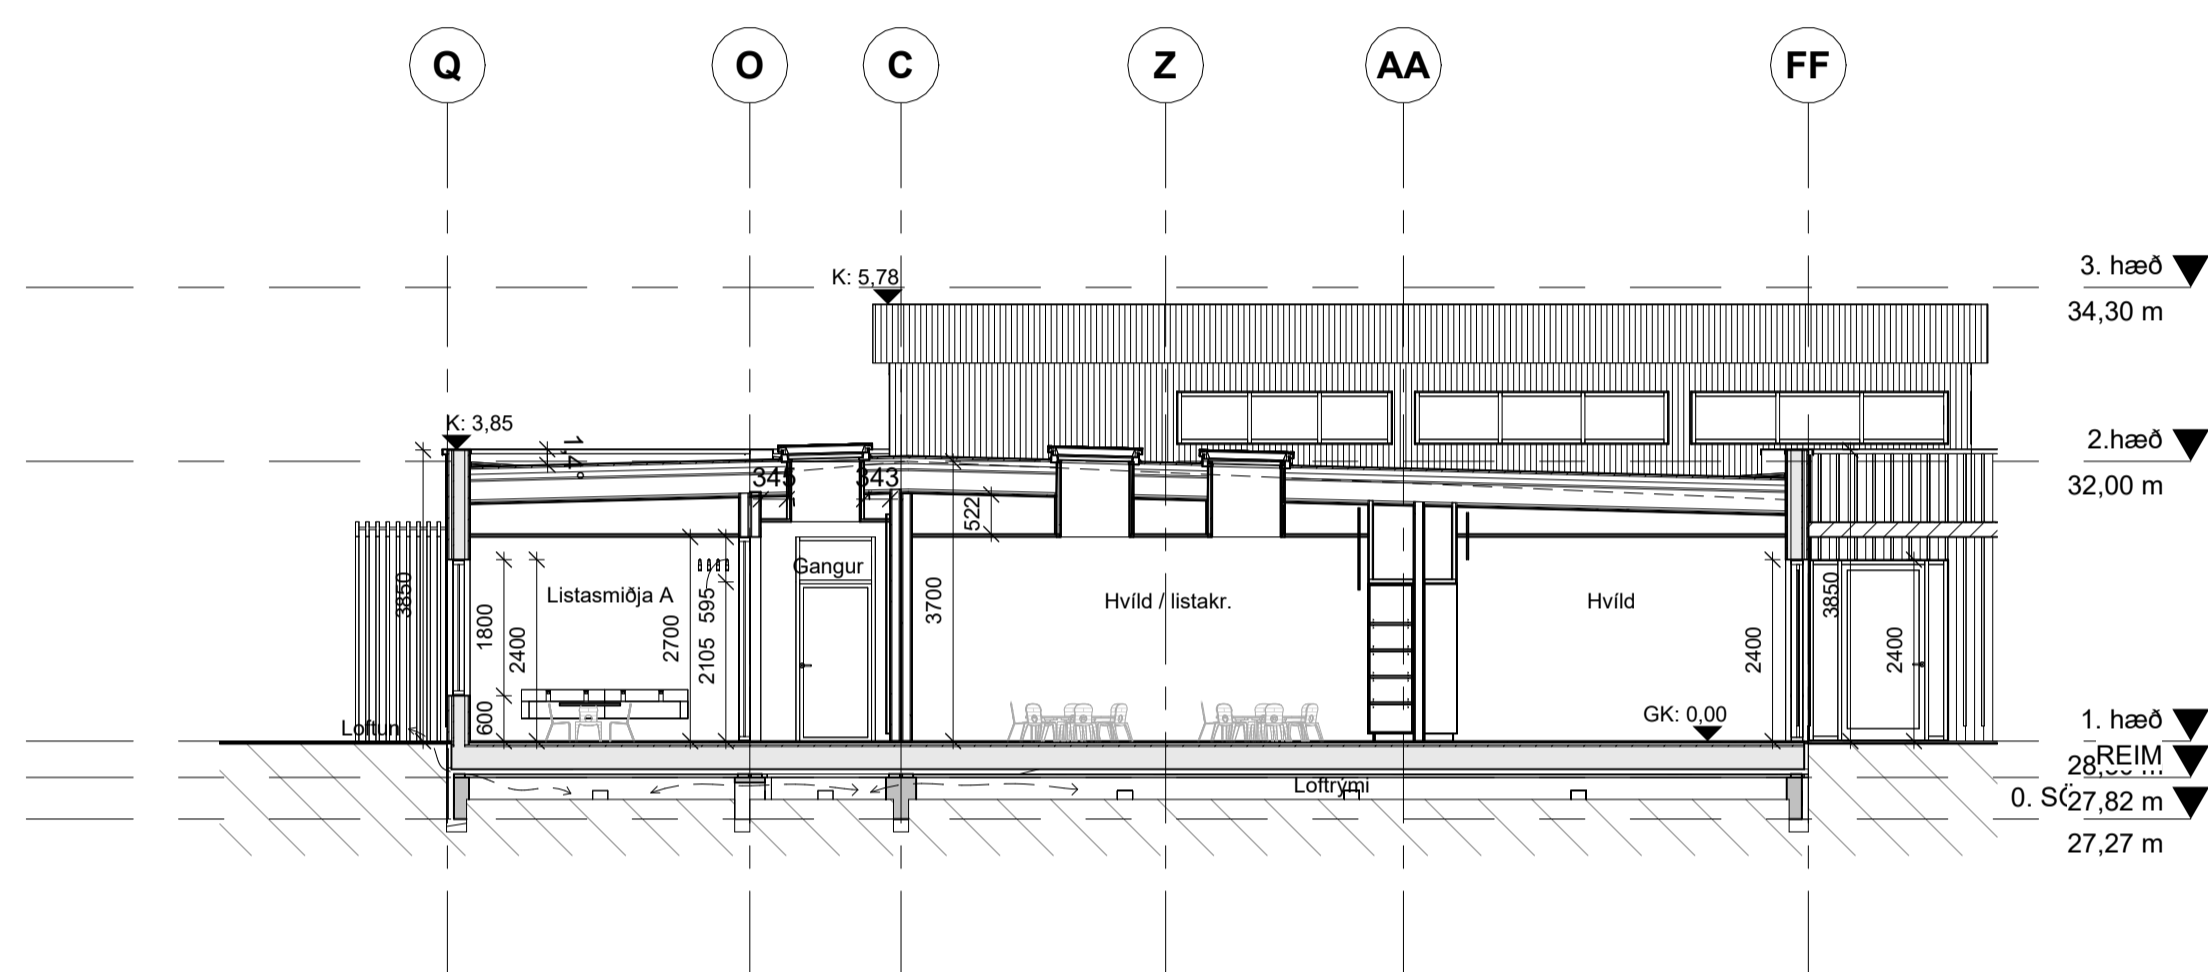 Q
O
C
Z
AA
FF
3. hæð
34,30 m
K: 5,78
K: 3,85
2.hæð
32,00 m
345
343
522
3850
1800
2400
600
Listasmiðja A
2700
595
2105
Gangur
3700
Hvíld / listakr.
Hvíld
2400
3850
2400
GK: 0,00
Loftun
Loftrými
1. hæð
REIM
27,82 m
27,27 m